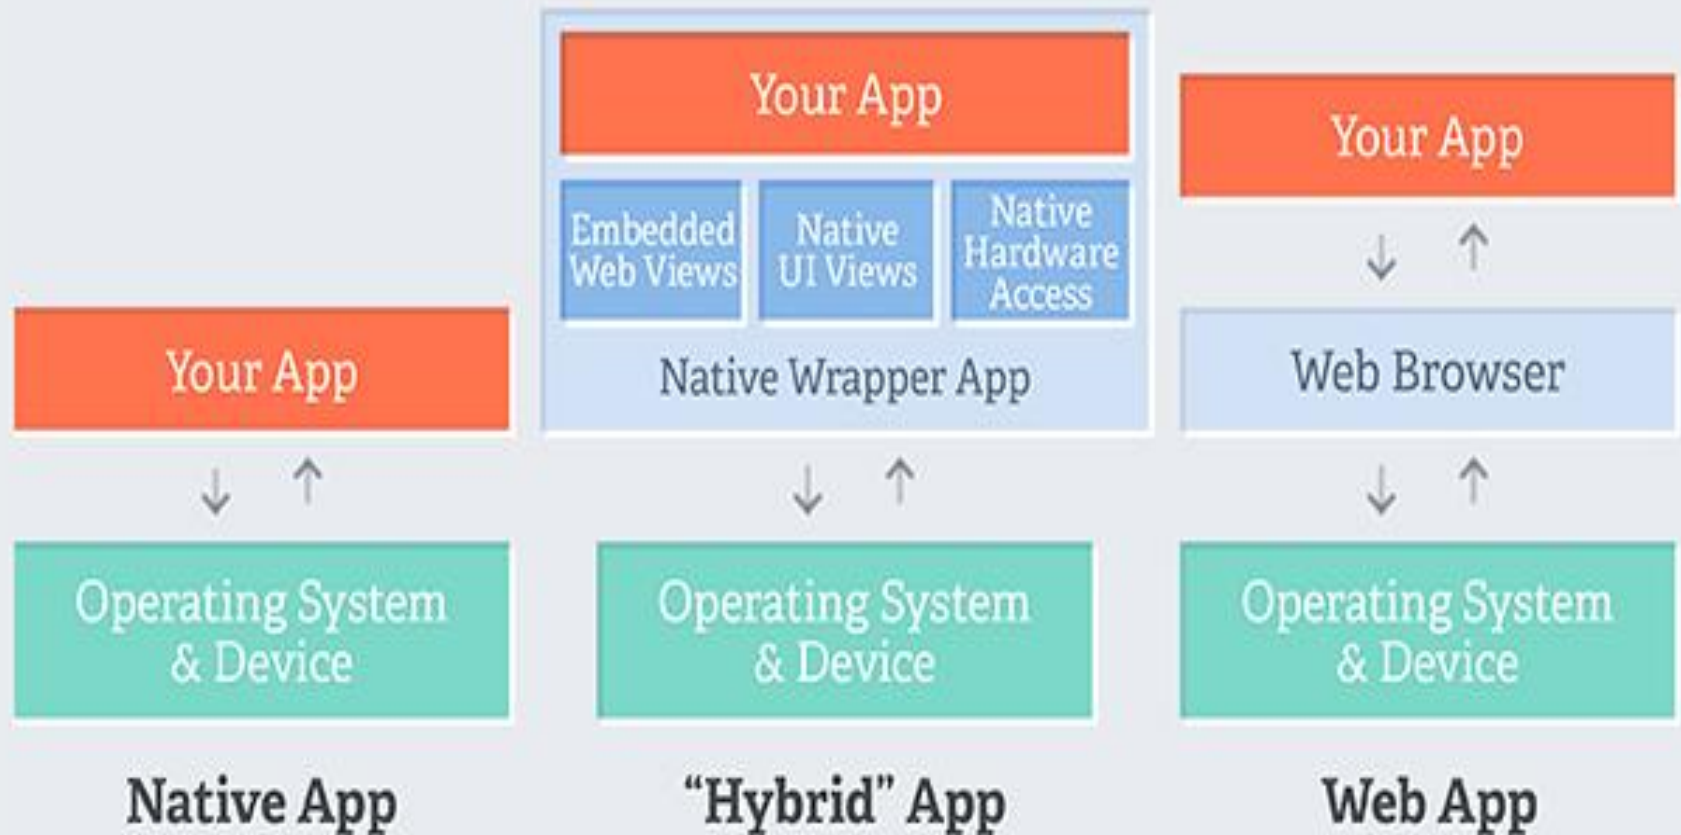 Your App
Operating System
& Device
Native App
Your App
Embedded
Web Views
Native
UI Views
Native
Hardware
Access
Native Wrapper App
Operating System
& Device
“Hybrid” App
Your App
Web Browser
Operating System
& Device
Web App